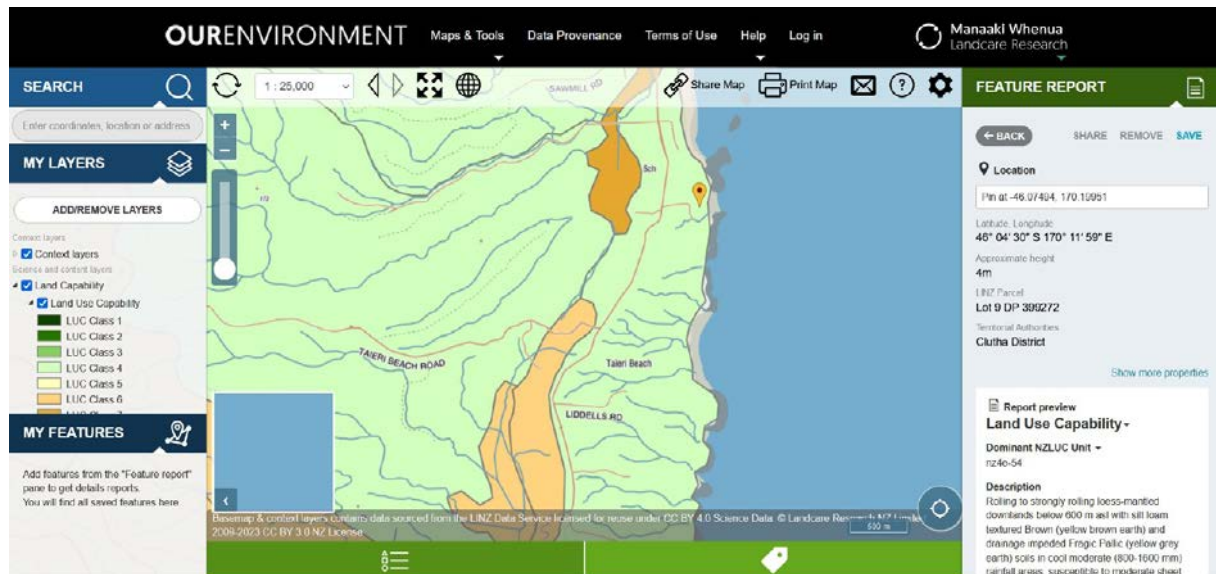 OURENVIRONMENT
Maps & Tools
Data Provenance
Terms of Use
Help
Log in
Manaaki Whenua
Landcare Research
SEARCH
1 : 25,000
SAWMILL RD
Share Map
Print Map
?
FEATURE REPORT
Enter coordinates, location or address
MY LAYERS
ADD/REMOVE LAYERS
Context layers
Context layers
Science and context layers
Land Capability
Land Use Capability
LUC Class 1
LUC Class 2
LUC Class 3
LUC Class 4
LUC Class 5
LUC Class 6
MY FEATURES
Add features from the "Feature report"
pane to get details reports.
You will find all saved features here
+
−
Sch
TAIERI BEACH ROAD
Taieri Beach
LIDDELLS RD
Basemap & context layers contains data sourced from the LINZ Data Service licensed for reuse under CC BY 4.0 Science Data. © Landcare Research NZ
2009-2023 CC BY 3.0 NZ License
500 m
BACK
SHARE
REMOVE
SAVE
Location
Pin at -46.07494, 170.19951
Latitude, Longitude
46° 04' 30" S 170° 11' 59" E
Approximate height
4m
LINZ Parcel
Lot 9 DP 399272
Territorial Authorities
Clutha District
Show more properties
Report preview
Land Use Capability
Dominant NZLUC Unit
nz4e-54
Description
Rolling to strongly rolling loess-mantled
downlands below 600 m asl with silt loam
textured Brown (yellow brown earth) and
drainage impeded Fragic Pallic (yellow grey
earth) soils in cool moderate (800-1600 mm)
rainfall areas, susceptible to moderate sheet